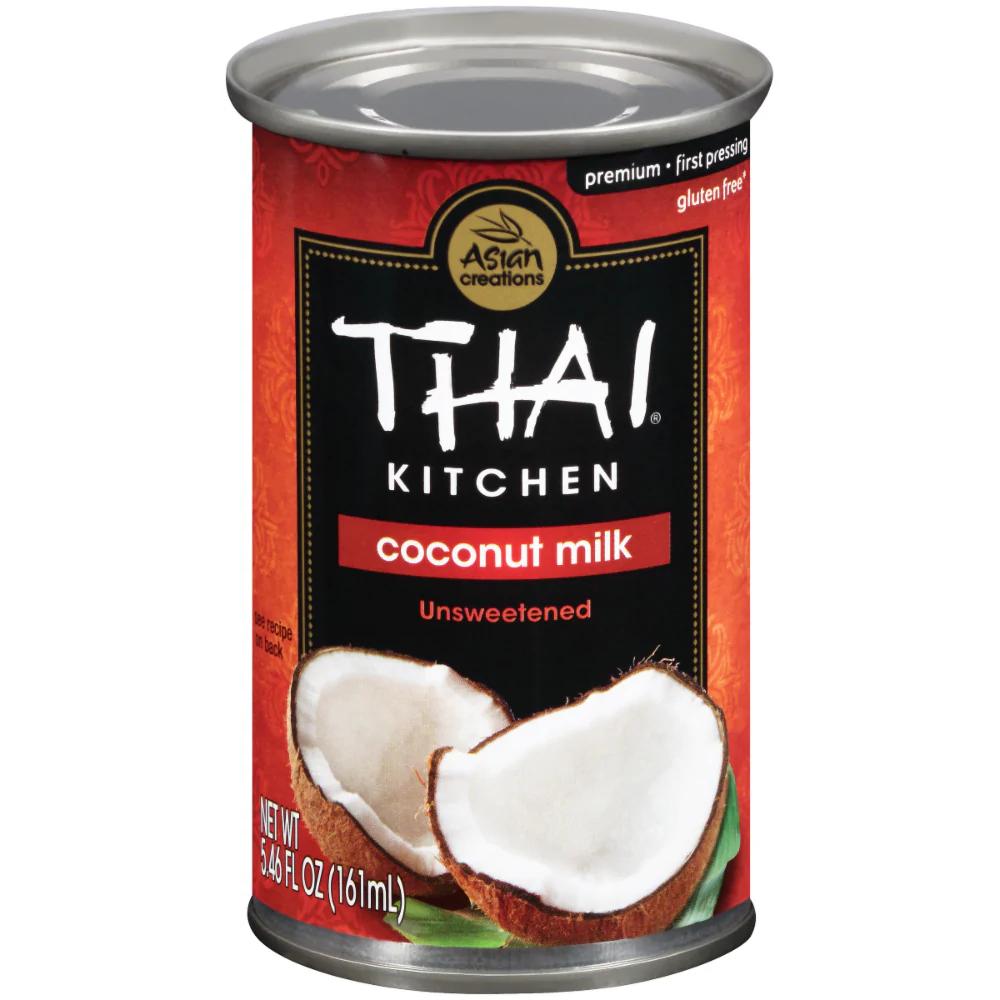 premium • first pressing
gluten free*
Asian
creations
THAI®
KITCHEN
coconut milk
Unsweetened
see recipe
on back
NET WT
5.46 FL OZ (161mL)